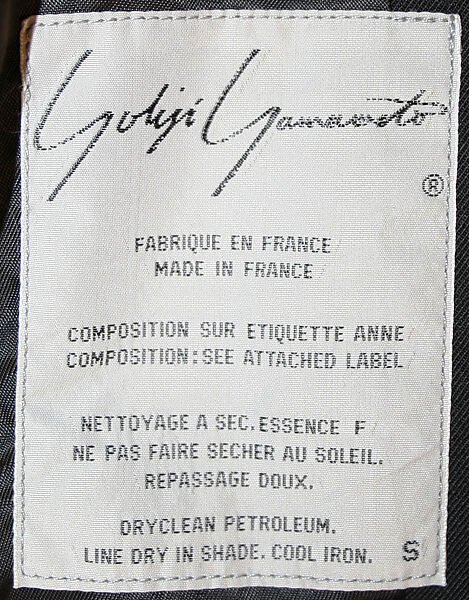 Yohji Yamamoto
®
FABRIQUE EN FRANCE
MADE IN FRANCE
COMPOSITION SUR ETIQUETTE ANNE
COMPOSITION: SEE ATTACHED LABEL
NETTOYAGE A SEC. ESSENCE F
NE PAS FAIRE SECHER AU SOLEIL.
REPASSAGE DOUX.
DRYCLEAN PETROLEUM.
LINE DRY IN SHADE. COOL IRON. S